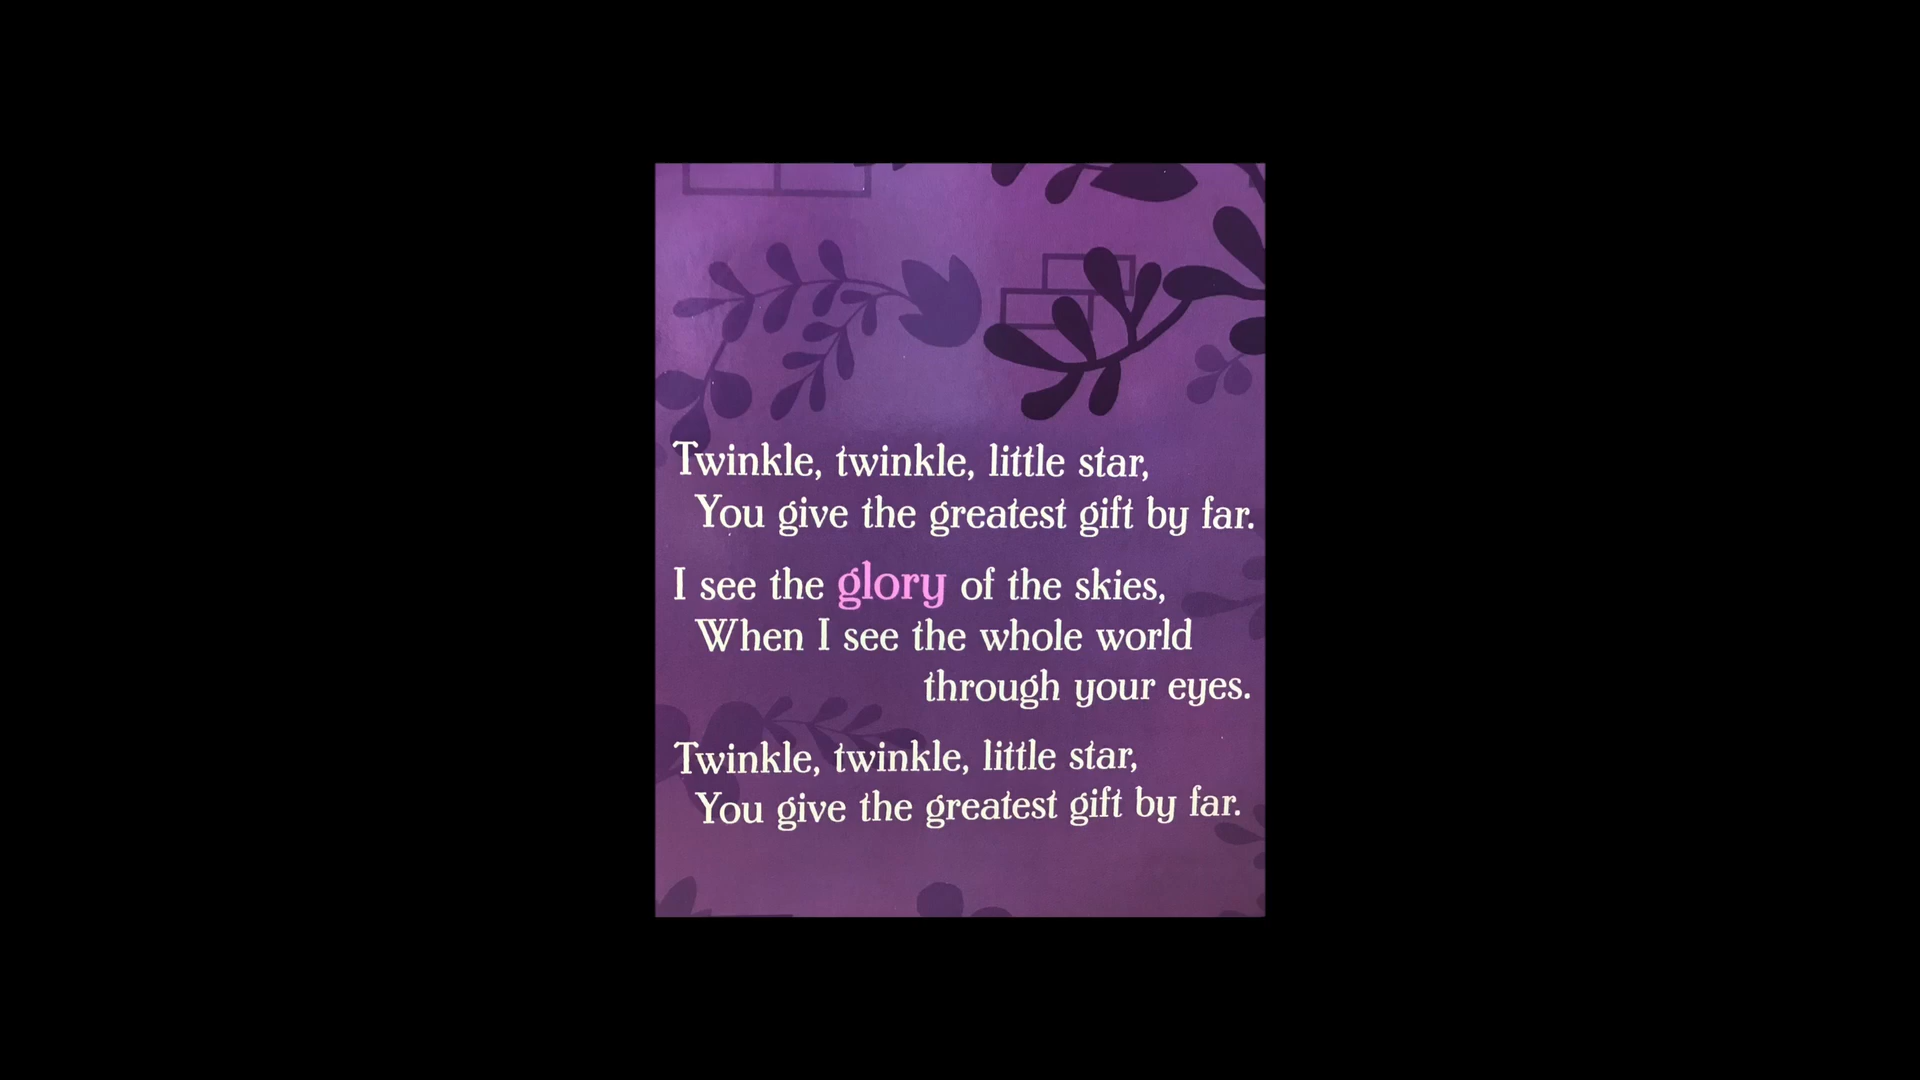 Twinkle, twinkle, little star,
You give the greatest gift by far.
I see the glory of the skies,
When I see the whole world
through your eyes.
Twinkle, twinkle, little star,
You give the greatest gift by far.